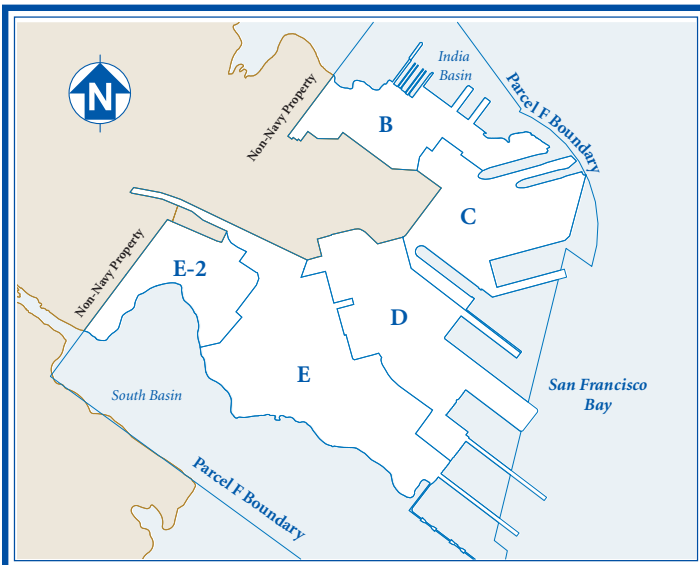 India
Basin
Parcel F Boundary
Non-Navy Property
N
B
C
Non-Navy Property
E-2
D
E
South Basin
San Francisco
Bay
Parcel F Boundary